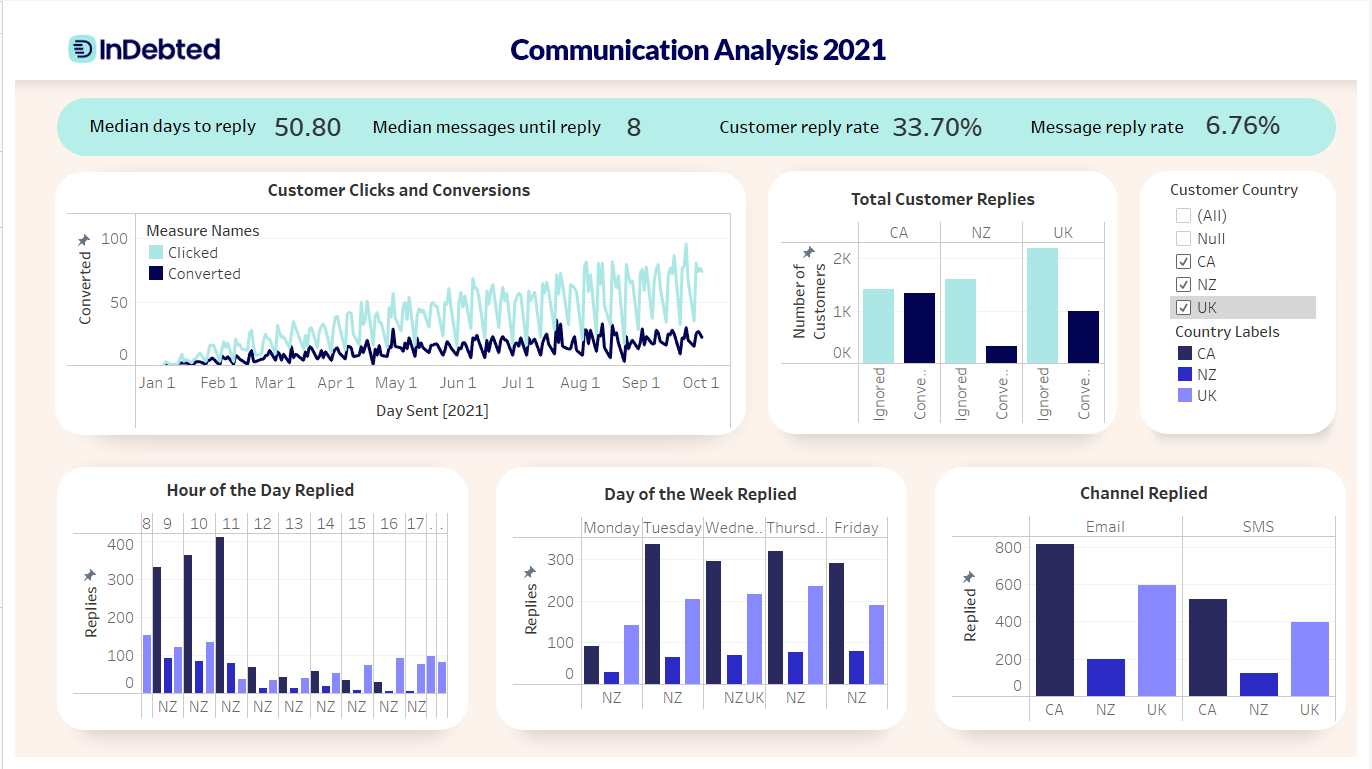 InDebted
Communication Analysis 2021
Median days to reply 50.80 Median messages until reply 8 Customer reply rate 33.70% Message reply rate 6.76%
Customer Clicks and Conversions
Converted
100
50
0
Measure Names
Clicked
Converted
Jan 1 Feb 1 Mar 1 Apr 1 May 1 Jun 1 Jul 1 Aug 1 Sep 1 Oct 1
Day Sent [2021]
Total Customer Replies
CA NZ UK
Number of
Customers
2K
1K
0K
Ignored Conve.. Ignored Conve.. Ignored Conve..
Customer Country
(All)
Null
CA
NZ
UK
Country Labels
CA
NZ
UK
Hour of the Day Replied
8 9 10 11 12 13 14 15 16 17 . . . .
Replies
400
300
200
100
0
NZ NZ NZ NZ NZ NZ NZ NZ NZ
Day of the Week Replied
Monday Tuesday Wedne.. Thursd.. Friday
Replies
300
200
100
0
NZ NZ NZ UK NZ NZ
Channel Replied
Email SMS
Replied
800
600
400
200
0
CA NZ UK CA NZ UK